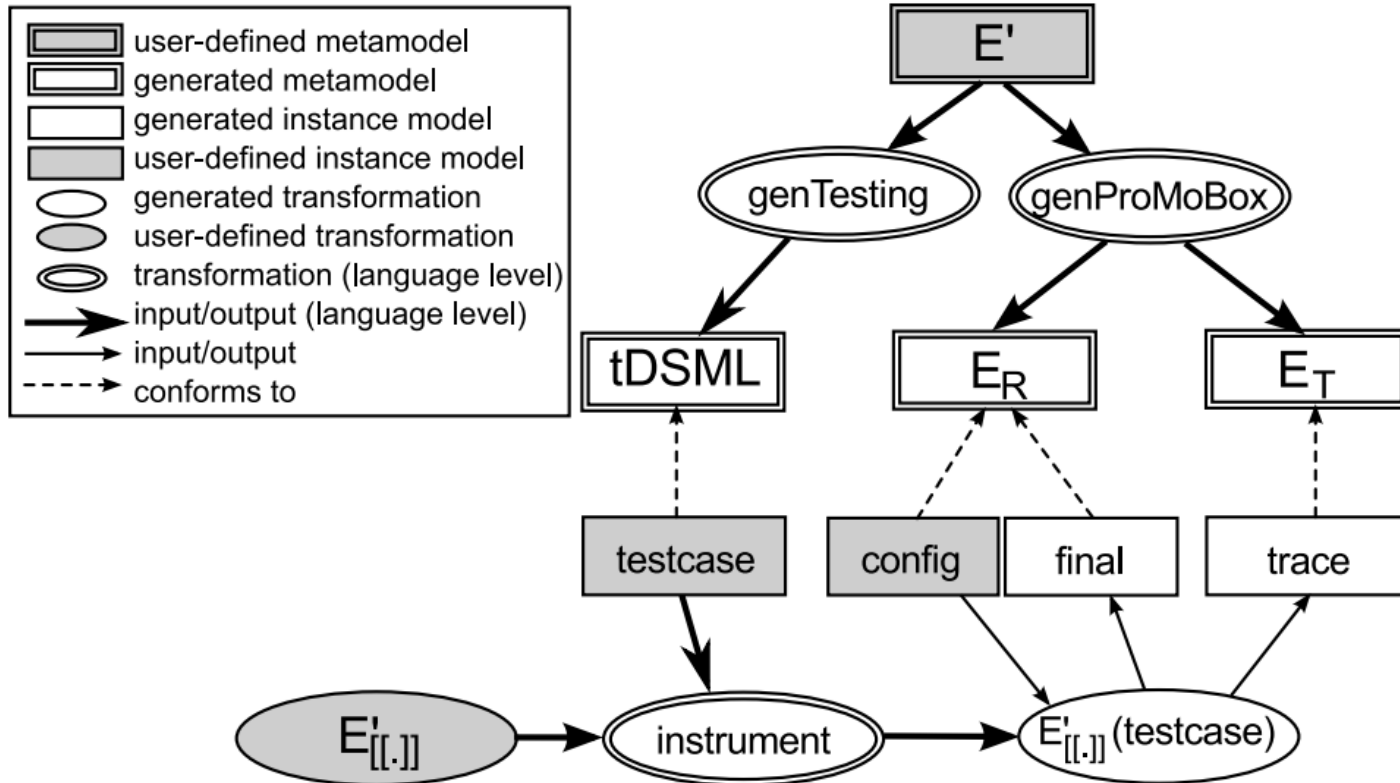 user-defined metamodel
generated metamodel
generated instance model
user-defined instance model
generated transformation
user-defined transformation
transformation (language level)
input/output (language level)
input/output
conforms to
E'
genTesting
genProMoBox
tDSML
E_R
E_T
testcase
config
final
trace
E'[[.]]
instrument
E'[[.]] (testcase)